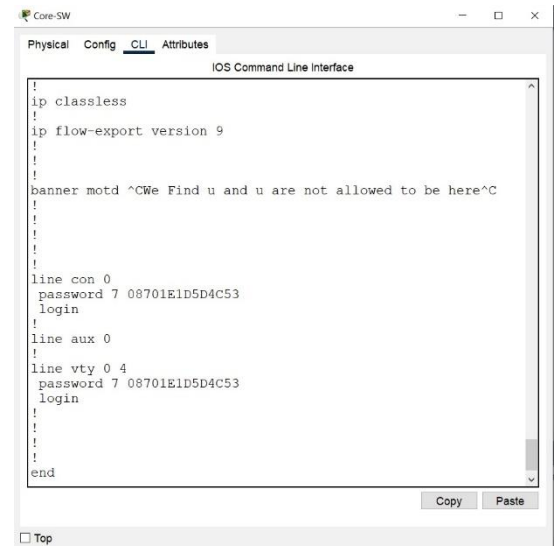 Core-SW
Physical Config CLI Attributes
IOS Command Line Interface
!
ip classless
!
ip flow-export version 9
!
!
!
banner motd ^CWe Find u and u are not allowed to be here^C
!
!
!
!
!
line con 0
password 7 08701E1D5D4C53
login
!
line aux 0
!
line vty 0 4
password 7 08701E1D5D4C53
login
!
!
!
!
end
Copy Paste
Top